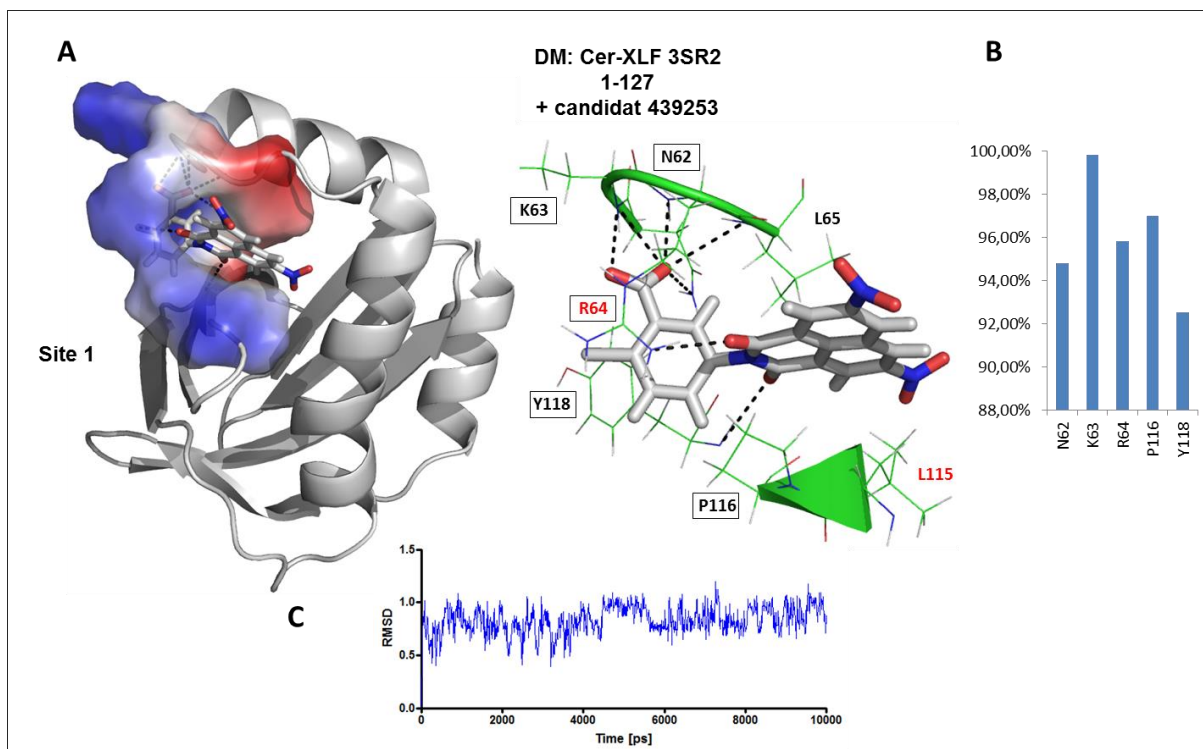 A
DM: Cer-XLF 3SR2
1-127
+ candidat 439253
B
Site 1
N62
K63
L65
R64
Y118
P116
L115
100,00%
98,00%
96,00%
94,00%
92,00%
90,00%
88,00%
N62
K63
R64
P116
Y118
C
RMSD
1.5
1.0
0.5
0.0
0
2000
4000
6000
8000
10000
Time [ps]